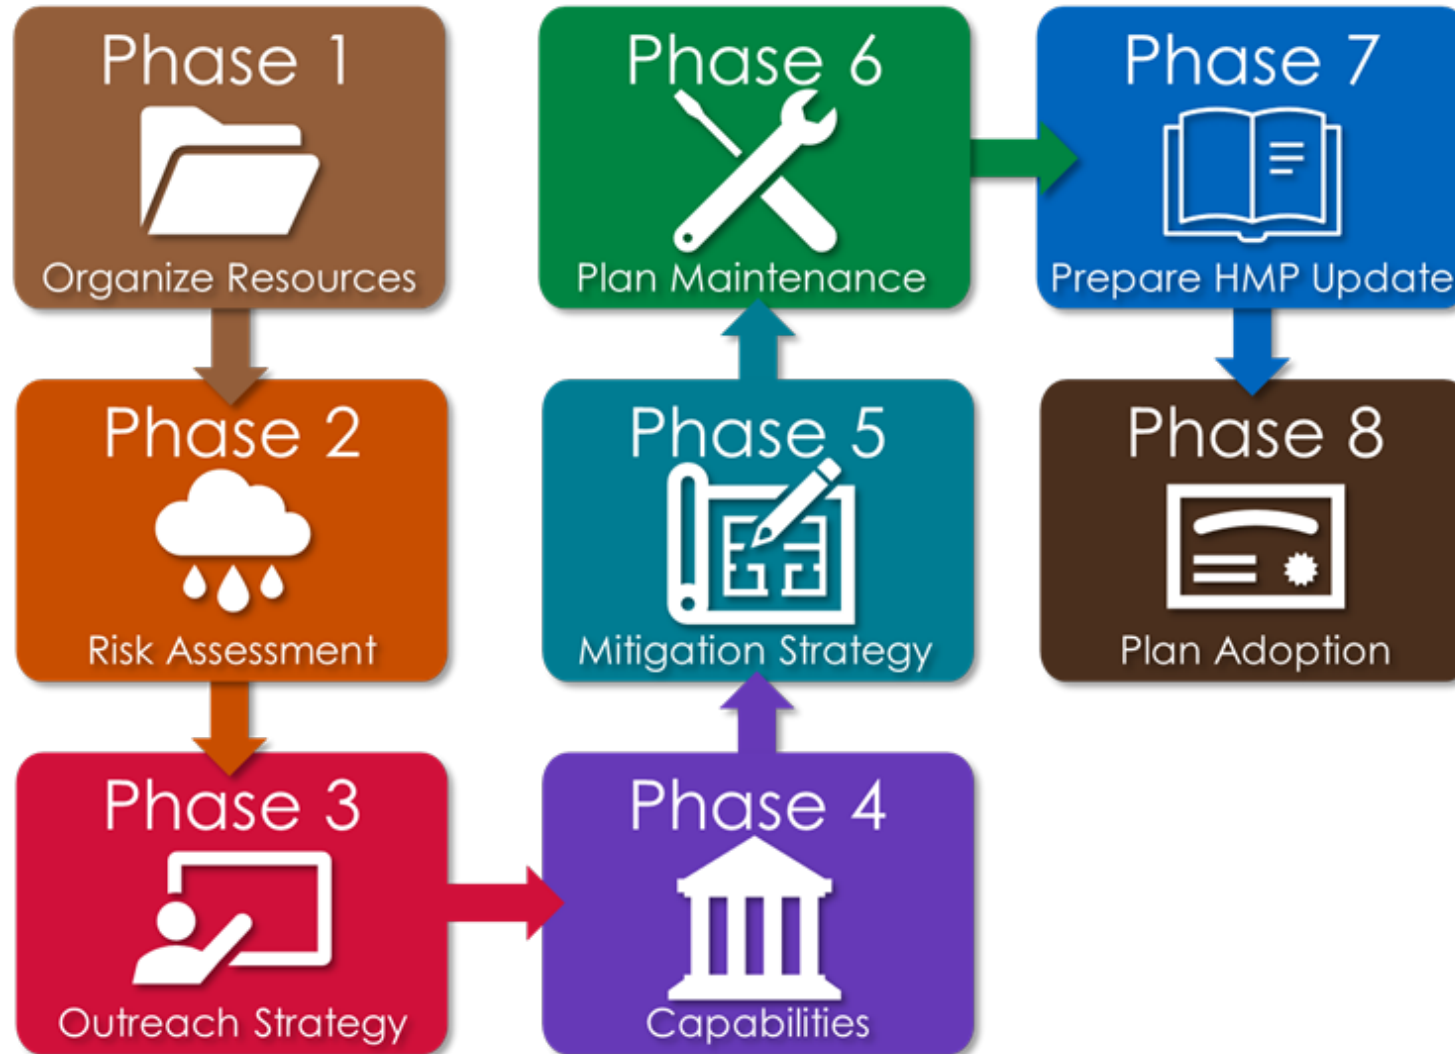 Phase 1
Organize Resources
Phase 2
Risk Assessment
Phase 3
Outreach Strategy
Phase 4
Capabilities
Phase 5
Mitigation Strategy
Phase 6
Plan Maintenance
Phase 7
Prepare HMP Update
Phase 8
Plan Adoption